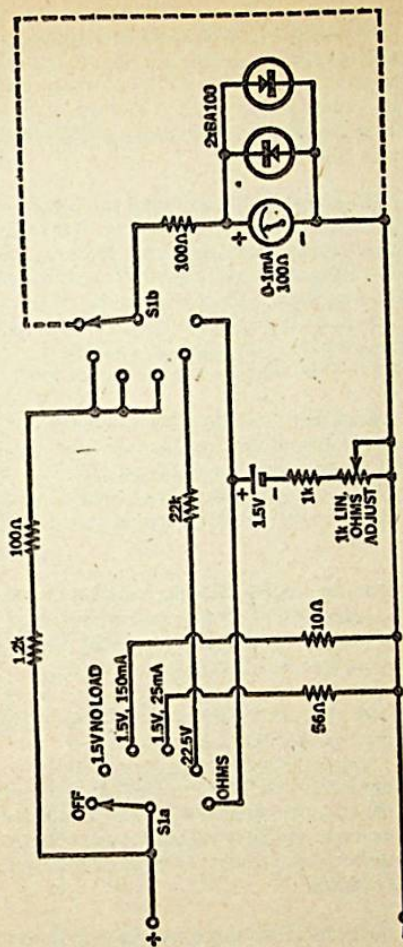 1.2k
100Ω
OFF
S1a
1.5V NO LOAD
1.5V, 150mA
1.5V, 25mA
22.5V
OHMS
22k
S1b
100Ω
2xBA100
+
−
0-1mA
100Ω
+
−
1.5V
1k
1k LIN,
OHMS
ADJUST
10Ω
56Ω
+